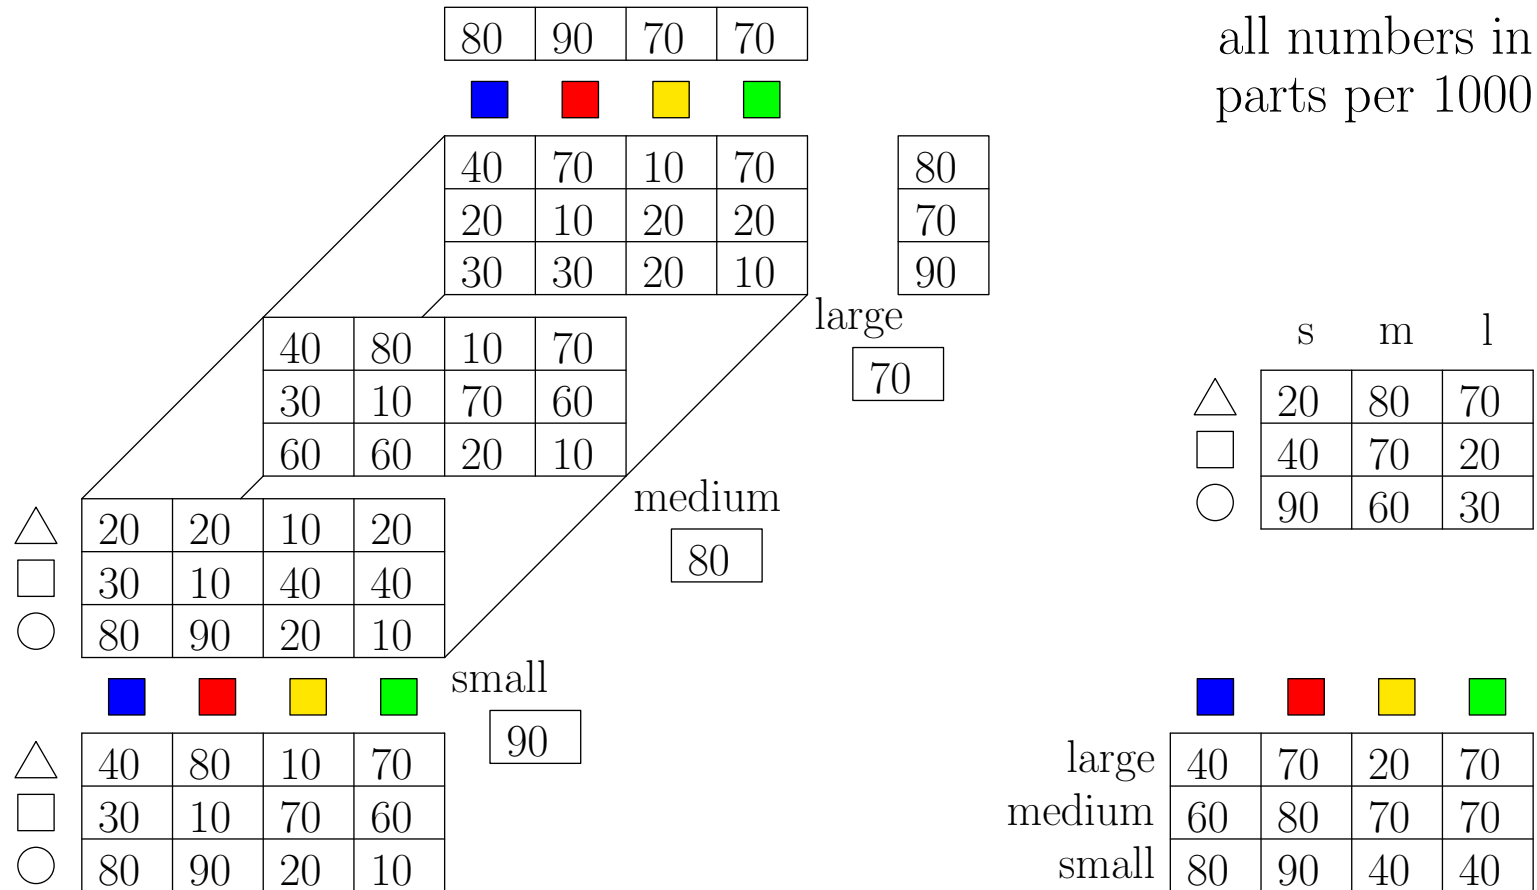 80 90 70 70
all numbers in
parts per 1000
40 70 10 70
20 10 20 20
30 30 20 10
80
70
90
large
70
40 80 10 70
30 10 70 60
60 60 20 10
medium
80
20 20 10 20
30 10 40 40
80 90 20 10
small
90
40 80 10 70
30 10 70 60
80 90 20 10
s m l
20 80 70
40 70 20
90 60 30
large 40 70 20 70
medium 60 80 70 70
small 80 90 40 40